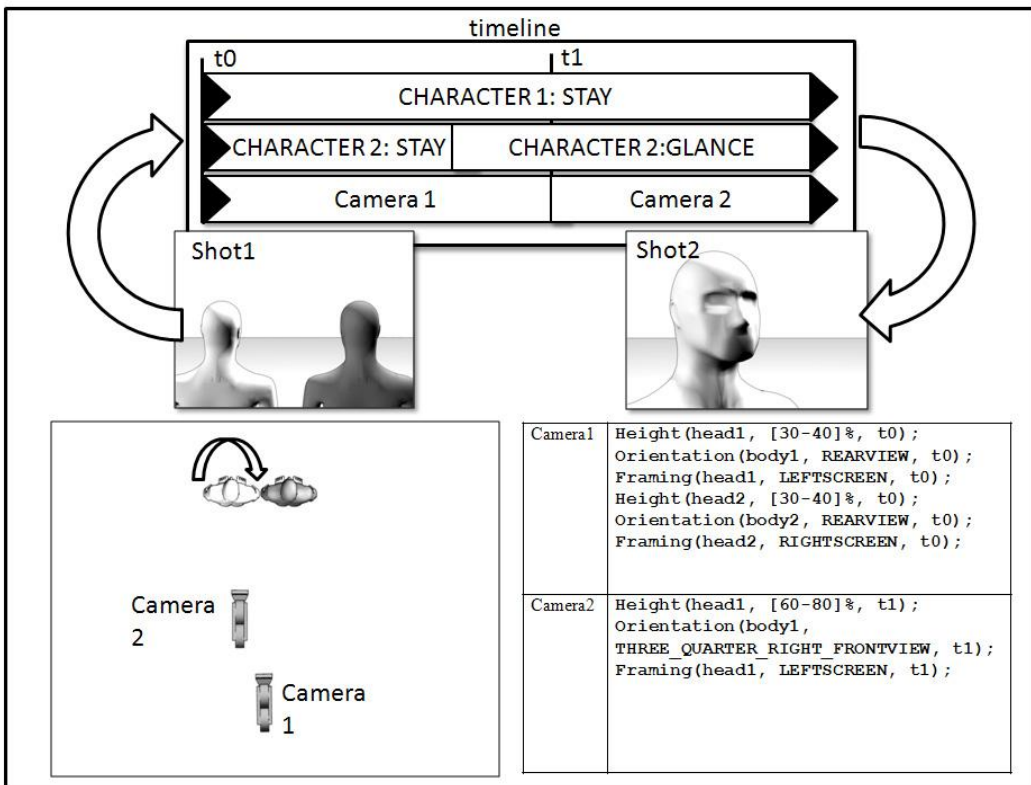 timeline
t0
t1
CHARACTER 1: STAY
CHARACTER 2: STAY
CHARACTER 2:GLANCE
Camera 1
Camera 2
Shot1
Shot2
Camera
2
Camera
1
Camera1
Height(head1, [30-40]%, t0);
Orientation(body1, REARVIEW, t0);
Framing(head1, LEFTSCREEN, t0);
Height(head2, [30-40]%, t0);
Orientation(body2, REARVIEW, t0);
Framing(head2, RIGHTSCREEN, t0);
Camera2
Height(head1, [60-80]%, t1);
Orientation(body1,
THREE_QUARTER_RIGHT_FRONTVIEW, t1);
Framing(head1, LEFTSCREEN, t1);